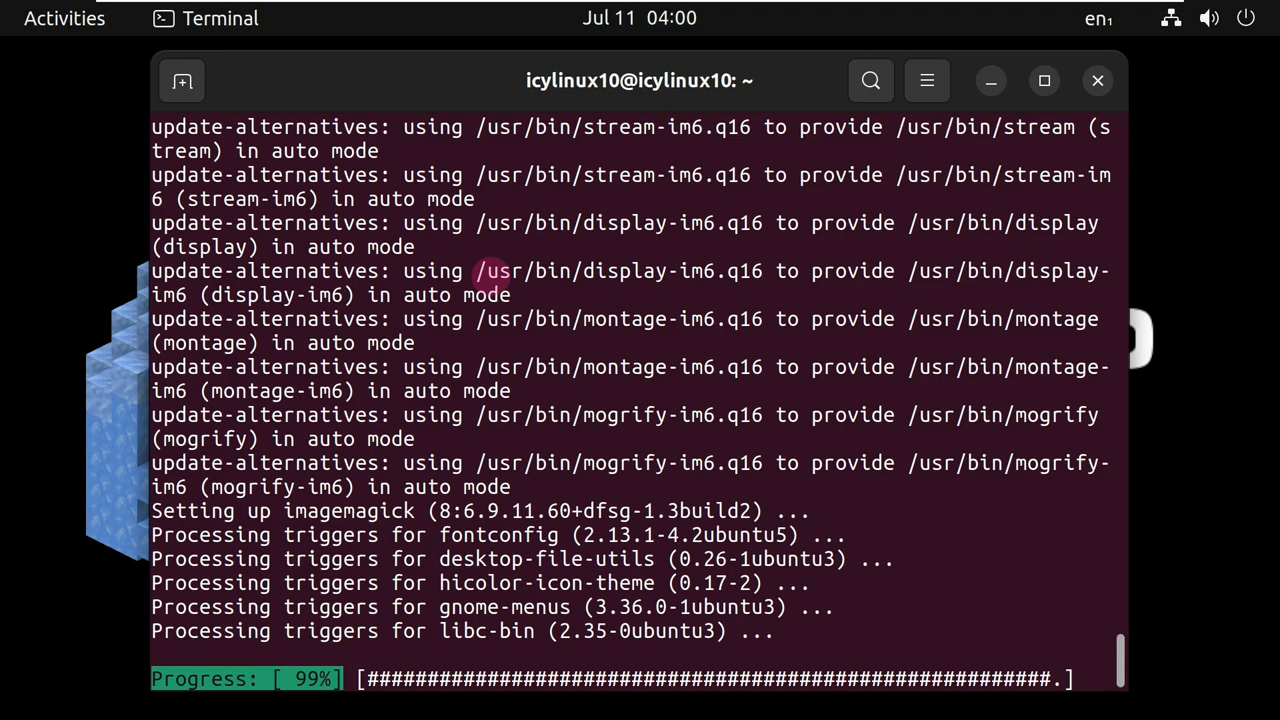 Activities Terminal Jul 11 04:00 en₁
icylinux10@icylinux10: ~
update-alternatives: using /usr/bin/stream-im6.q16 to provide /usr/bin/stream (s
tream) in auto mode
update-alternatives: using /usr/bin/stream-im6.q16 to provide /usr/bin/stream-im
6 (stream-im6) in auto mode
update-alternatives: using /usr/bin/display-im6.q16 to provide /usr/bin/display
(display) in auto mode
update-alternatives: using /usr/bin/display-im6.q16 to provide /usr/bin/display-
im6 (display-im6) in auto mode
update-alternatives: using /usr/bin/montage-im6.q16 to provide /usr/bin/montage
(montage) in auto mode
update-alternatives: using /usr/bin/montage-im6.q16 to provide /usr/bin/montage-
im6 (montage-im6) in auto mode
update-alternatives: using /usr/bin/mogrify-im6.q16 to provide /usr/bin/mogrify
(mogrify) in auto mode
update-alternatives: using /usr/bin/mogrify-im6.q16 to provide /usr/bin/mogrify-
im6 (mogrify-im6) in auto mode
Setting up imagemagick (8:6.9.11.60+dfsg-1.3build2) ...
Processing triggers for fontconfig (2.13.1-4.2ubuntu5) ...
Processing triggers for desktop-file-utils (0.26-1ubuntu3) ...
Processing triggers for hicolor-icon-theme (0.17-2) ...
Processing triggers for gnome-menus (3.36.0-1ubuntu3) ...
Processing triggers for libc-bin (2.35-0ubuntu3) ...
Progress: [ 99%] [#########################################################.]